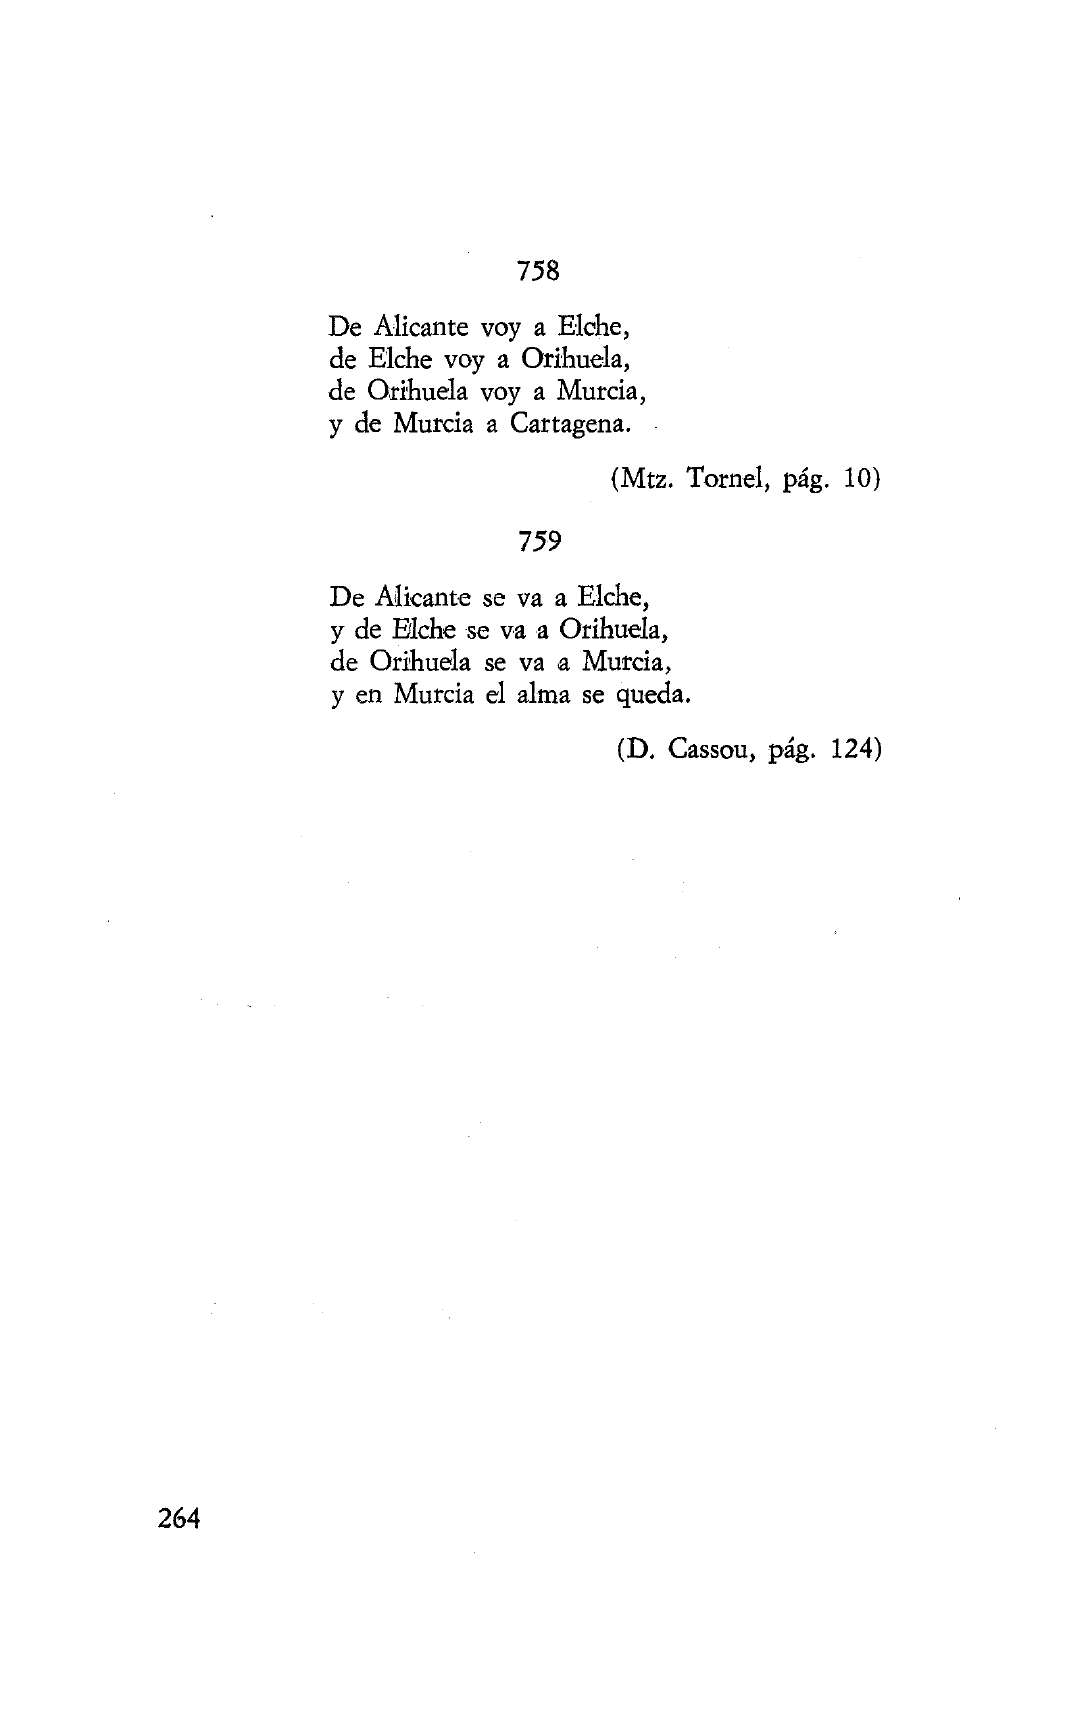 758
De Alicante voy a Elche,
de Elche voy a Orihuela,
de Orihuela voy a Murcia,
y de Murcia a Cartagena.
(Mtz. Tornel, pág. 10)
759
De Alicante se va a Elche,
y de Elche se va a Orihuela,
de Orihuela se va a Murcia,
y en Murcia el alma se queda.
(D. Cassou, pág. 124)
264